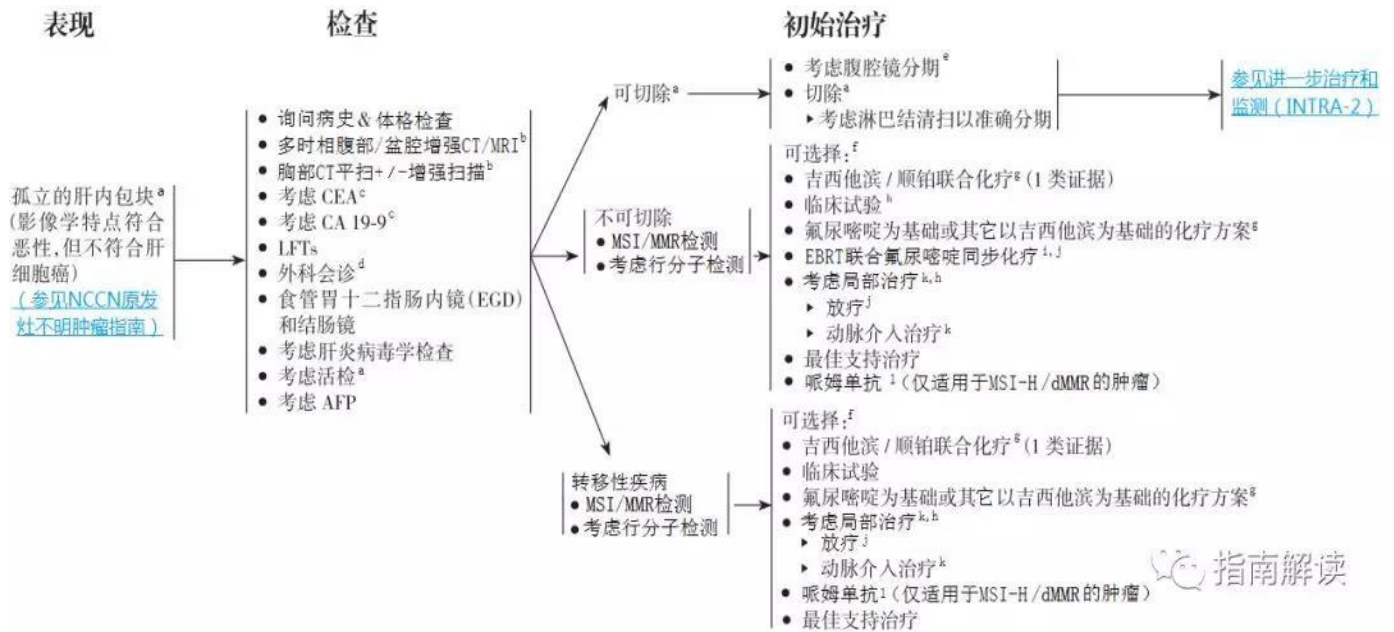 表现
检查
初始治疗
孤立的肝内包块a
(影像学特点符合
恶性,但不符合肝
细胞癌)
(参见NCCN原发
灶不明肿瘤指南)
● 询问病史&体格检查
● 多时相腹部/盆腔增强CT/MRIb
● 胸部CT平扫+/-增强扫描b
● 考虑 CEAc
● 考虑 CA 19-9c
● LFTs
● 外科会诊d
● 食管胃十二指肠内镜(EGD)
和结肠镜
● 考虑肝炎病毒学检查
● 考虑活检a
● 考虑 AFP
可切除a
● 考虑腹腔镜分期e
● 切除a
▸ 考虑淋巴结清扫以准确分期
参见进一步治疗和
监测(INTRA-2)
不可切除
● MSI/MMR检测
● 考虑行分子检测
可选择:f
● 吉西他滨/顺铂联合化疗g(1 类证据)
● 临床试验h
● 氟尿嘧啶为基础或其它以吉西他滨为基础的化疗方案g
● EBRT联合氟尿嘧啶同步化疗i,j
● 考虑局部治疗k,h
▸ 放疗j
▸ 动脉介入治疗k
● 最佳支持治疗
● 哌姆单抗 l(仅适用于MSI-H/dMMR的肿瘤)
转移性疾病
● MSI/MMR检测
● 考虑行分子检测
可选择:f
● 吉西他滨/顺铂联合化疗g(1 类证据)
● 临床试验
● 氟尿嘧啶为基础或其它以吉西他滨为基础的化疗方案g
● 考虑局部治疗k,h
▸ 放疗j
▸ 动脉介入治疗k
● 哌姆单抗l(仅适用于MSI-H/dMMR的肿瘤)
● 最佳支持治疗
指南解读